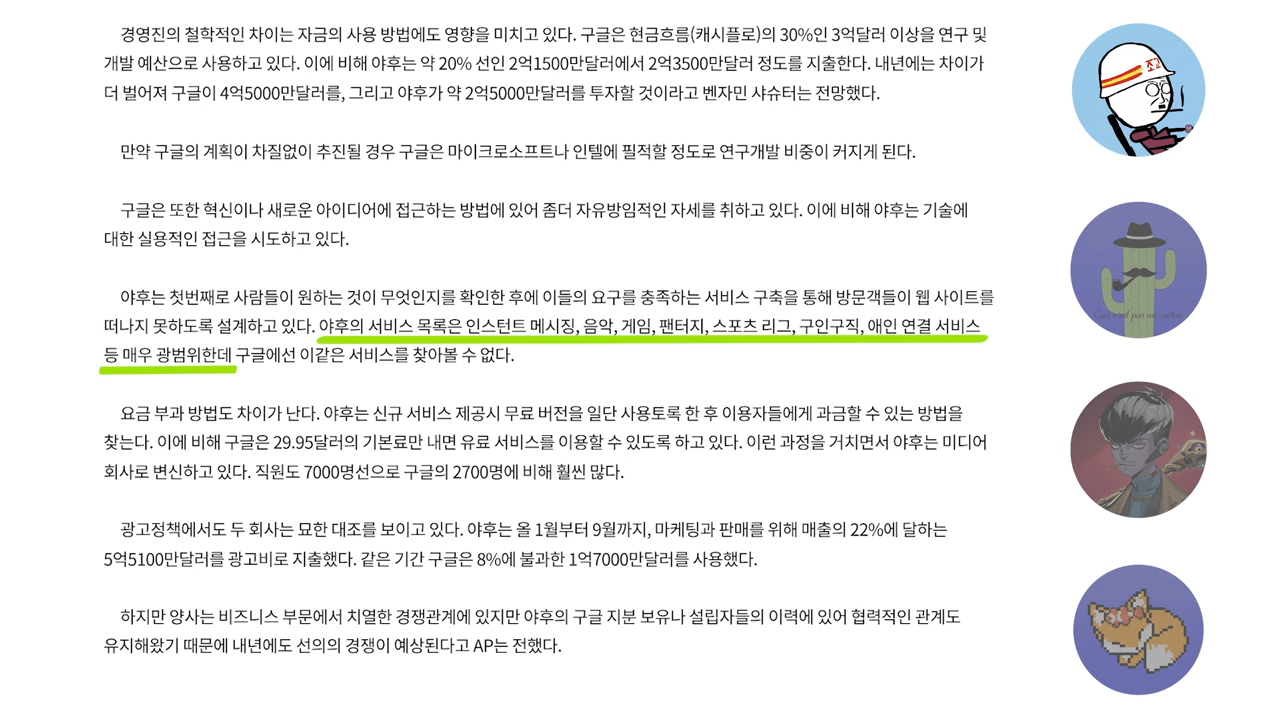 경영진의 철학적인 차이는 자금의 사용 방법에도 영향을 미치고 있다. 구글은 현금흐름(캐시플로)의 30%인 3억달러 이상을 연구 및
개발 예산으로 사용하고 있다. 이에 비해 야후는 약 20% 선인 2억1500만달러에서 2억3500만달러 정도를 지출한다. 내년에는 차이가
더 벌어져 구글이 4억5000만달러를, 그리고 야후가 약 2억5000만달러를 투자할 것이라고 벤자민 샤슈터는 전망했다.
만약 구글의 계획이 차질없이 추진될 경우 구글은 마이크로소프트나 인텔에 필적할 정도로 연구개발 비중이 커지게 된다.
구글은 또한 혁신이나 새로운 아이디어에 접근하는 방법에 있어 좀더 자유방임적인 자세를 취하고 있다. 이에 비해 야후는 기술에
대한 실용적인 접근을 시도하고 있다.
야후는 첫번째로 사람들이 원하는 것이 무엇인지를 확인한 후에 이들의 요구를 충족하는 서비스 구축을 통해 방문객들이 웹 사이트를
떠나지 못하도록 설계하고 있다. 야후의 서비스 목록은 인스턴트 메시징, 음악, 게임, 팬터지, 스포츠 리그, 구인구직, 애인 연결 서비스
등 매우 광범위한데 구글에선 이같은 서비스를 찾아볼 수 없다.
요금 부과 방법도 차이가 난다. 야후는 신규 서비스 제공시 무료 버전을 일단 사용토록 한 후 이용자들에게 과금할 수 있는 방법을
찾는다. 이에 비해 구글은 29.95달러의 기본료만 내면 유료 서비스를 이용할 수 있도록 하고 있다. 이런 과정을 거치면서 야후는 미디어
회사로 변신하고 있다. 직원도 7000명선으로 구글의 2700명에 비해 훨씬 많다.
광고정책에서도 두 회사는 묘한 대조를 보이고 있다. 야후는 올 1월부터 9월까지, 마케팅과 판매를 위해 매출의 22%에 달하는
5억5100만달러를 광고비로 지출했다. 같은 기간 구글은 8%에 불과한 1억7000만달러를 사용했다.
하지만 양사는 비즈니스 부문에서 치열한 경쟁관계에 있지만 야후의 구글 지분 보유나 설립자들의 이력에 있어 협력적인 관계도
유지해왔기 때문에 내년에도 선의의 경쟁이 예상된다고 AP는 전했다.
조교
Ceci n'est pas un cactus